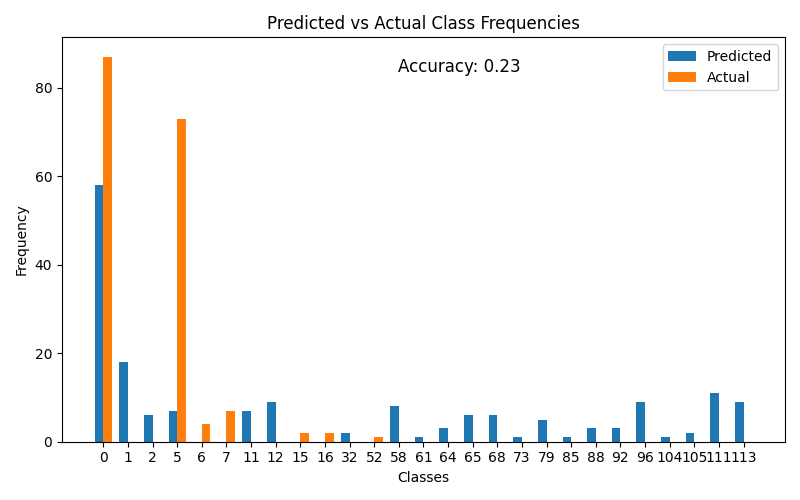 Predicted vs Actual Class Frequencies
Accuracy: 0.23
Predicted
Actual
Frequency
80
60
40
20
0
0 1 2 5 6 7 11 12 15 16 32 52 58 61 64 65 68 73 79 85 88 92 96 104 105 111 113
Classes